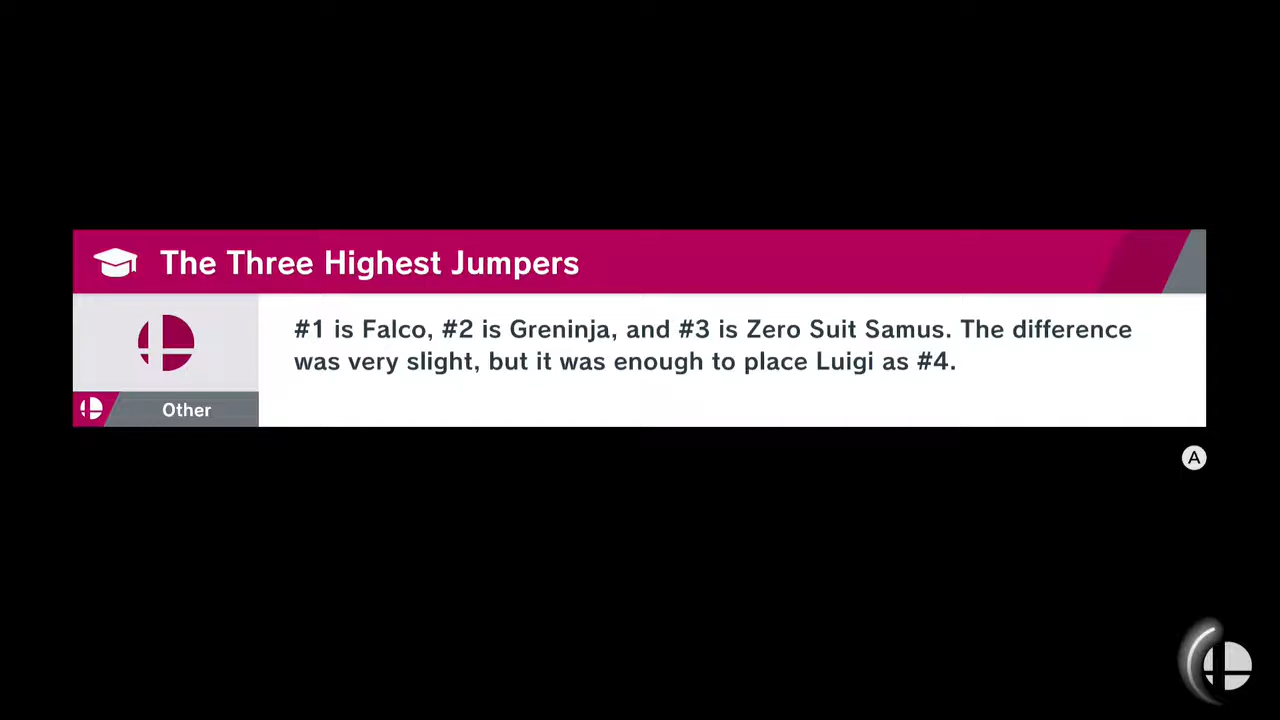 The Three Highest Jumpers
#1 is Falco, #2 is Greninja, and #3 is Zero Suit Samus. The difference
was very slight, but it was enough to place Luigi as #4.
Other
A